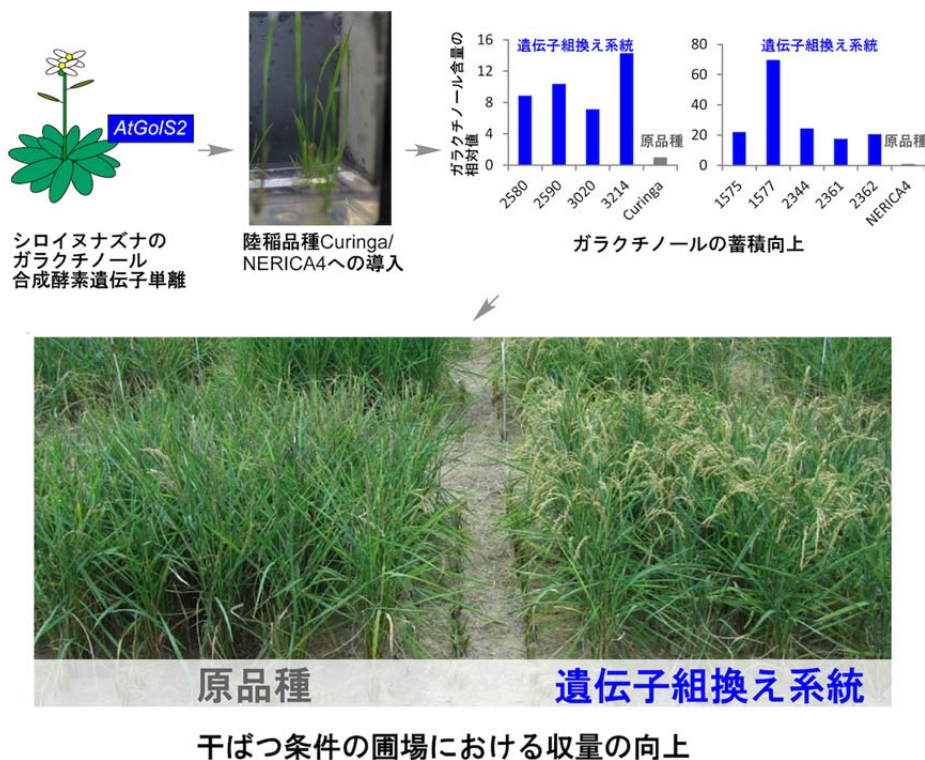 AtGolS2
シロイヌナズナの
ガラクチノール
合成酵素遺伝子単離
陸稲品種Curinga/
NERICA4への導入
ガラクチノール含量の
相対値
遺伝子組換え系統
16
12
8
4
0
原品種
2580
2590
3020
3214
Curinga
遺伝子組換え系統
80
60
40
20
0
原品種
1575
1577
2344
2361
2362
NERICA4
ガラクチノールの蓄積向上
原品種
遺伝子組換え系統
干ばつ条件の圃場における収量の向上